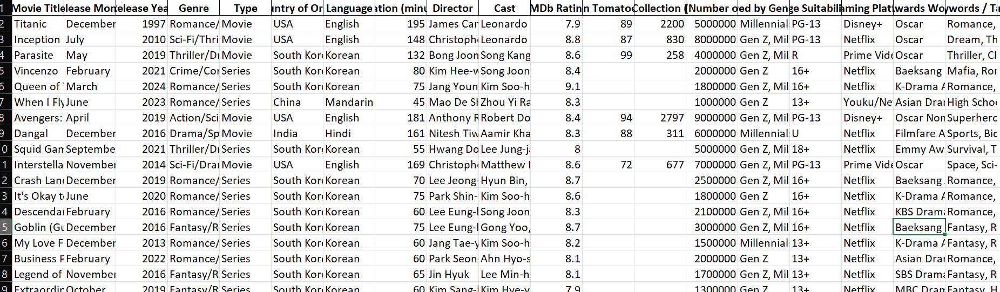 1 Movie Title lease Mon Release Yea Genre Type untry of Or Language ation (minu Director Cast MDb Ratin n Tomatoe Collection ( (Number o ed by Gen ge Suitabili aming Platf wards Wo ywords / T
2 Titanic December 1997 Romance/ Movie USA English 195 James Car Leonardo 7.9 89 2200 5000000 Millennial PG-13 Disney+ Oscar Romance,
3 Inception July 2010 Sci-Fi/Thri Movie USA English 148 Christophe Leonardo 8.8 87 830 8000000 Gen Z, Mil PG-13 Netflix Oscar Dream, Th
4 Parasite May 2019 Thriller/Dr Movie South Kor Korean 132 Bong Joon Song Kang 8.6 99 258 4000000 Gen Z, Mil R Prime Vide Oscar Thriller, Cl
5 Vincenzo February 2021 Crime/Co Series South Kor Korean 80 Kim Hee-w Song Joon 8.4 2000000 Gen Z 16+ Netflix Baeksang Mafia, Ror
6 Queen of March 2024 Romance/ Series South Kor Korean 75 Jang Youn Kim Soo-h 9.1 1800000 Gen Z, Mil 16+ Netflix K-Drama A Romance,
7 When I Fly June 2023 Romance/ Series China Mandarin 45 Mao De Sh Zhou Yi Ra 8.3 1000000 Gen Z 13+ Youku/Ne Asian Drar High Schoo
8 Avengers: April 2019 Action/Sci Movie USA English 181 Anthony R Robert Do 8.4 94 2797 9000000 Gen Z, Mil PG-13 Disney+ Oscar Non Superhero
9 Dangal December 2016 Drama/Sp Movie India Hindi 161 Nitesh Tiw Aamir Kha 8.3 88 311 6000000 Millennial U Netflix Filmfare A Sports, Bio
0 Squid Gam Septembe 2021 Thriller/Dr Series South Kor Korean 55 Hwang Do Lee Jung-ja 8 5000000 Gen Z, Mil 18+ Netflix Emmy Aw Survival, T
1 Interstella November 2014 Sci-Fi/Drar Movie USA English 169 Christophe Matthew 8.6 72 677 7000000 Gen Z, Mil PG-13 Prime Vide Oscar Space, Sci-
2 Crash Lan December 2019 Romance/ Series South Kor Korean 70 Lee Jeong- Hyun Bin, 8.7 2500000 Gen Z, Mil 16+ Netflix Baeksang Romance,
3 It's Okay t June 2020 Romance/ Series South Kor Korean 75 Park Shin- Kim Soo-h 8.6 1800000 Gen Z 16+ Netflix K-Drama A Romance,
4 Descenda February 2016 Romance/ Series South Kor Korean 60 Lee Eung-b Song Joon 8.3 2100000 Gen Z, Mil 16+ Netflix KBS Drama Romance,
5 Goblin (Gu December 2016 Fantasy/R Series South Kor Korean 75 Lee Eung-b Gong Yoo, 8.7 3000000 Gen Z, Mil 16+ Netflix Baeksang Fantasy, R
6 My Love F December 2013 Romance/ Series South Kor Korean 60 Jang Tae-y Kim Soo-h 8.2 1500000 Millennial 13+ Netflix K-Drama A Fantasy, R
7 Business P February 2022 Romance/ Series South Kor Korean 60 Park Seon- Ahn Hyo-s 8.1 2000000 Gen Z 13+ Netflix Asian Drar Romance,
8 Legend of November 2016 Fantasy/R Series South Kor Korean 65 Jin Hyuk Lee Min-h 8.1 1700000 Gen Z, Mil 13+ Netflix SBS Drama Fantasy, R
9 Extraordin October 2019 Fantasy/R Series South Kor Korean 60 Kim Sang-h Kim Hye-y 7.9 1300000 Gen Z 13+ Netflix MBC Dram Fantasy, H